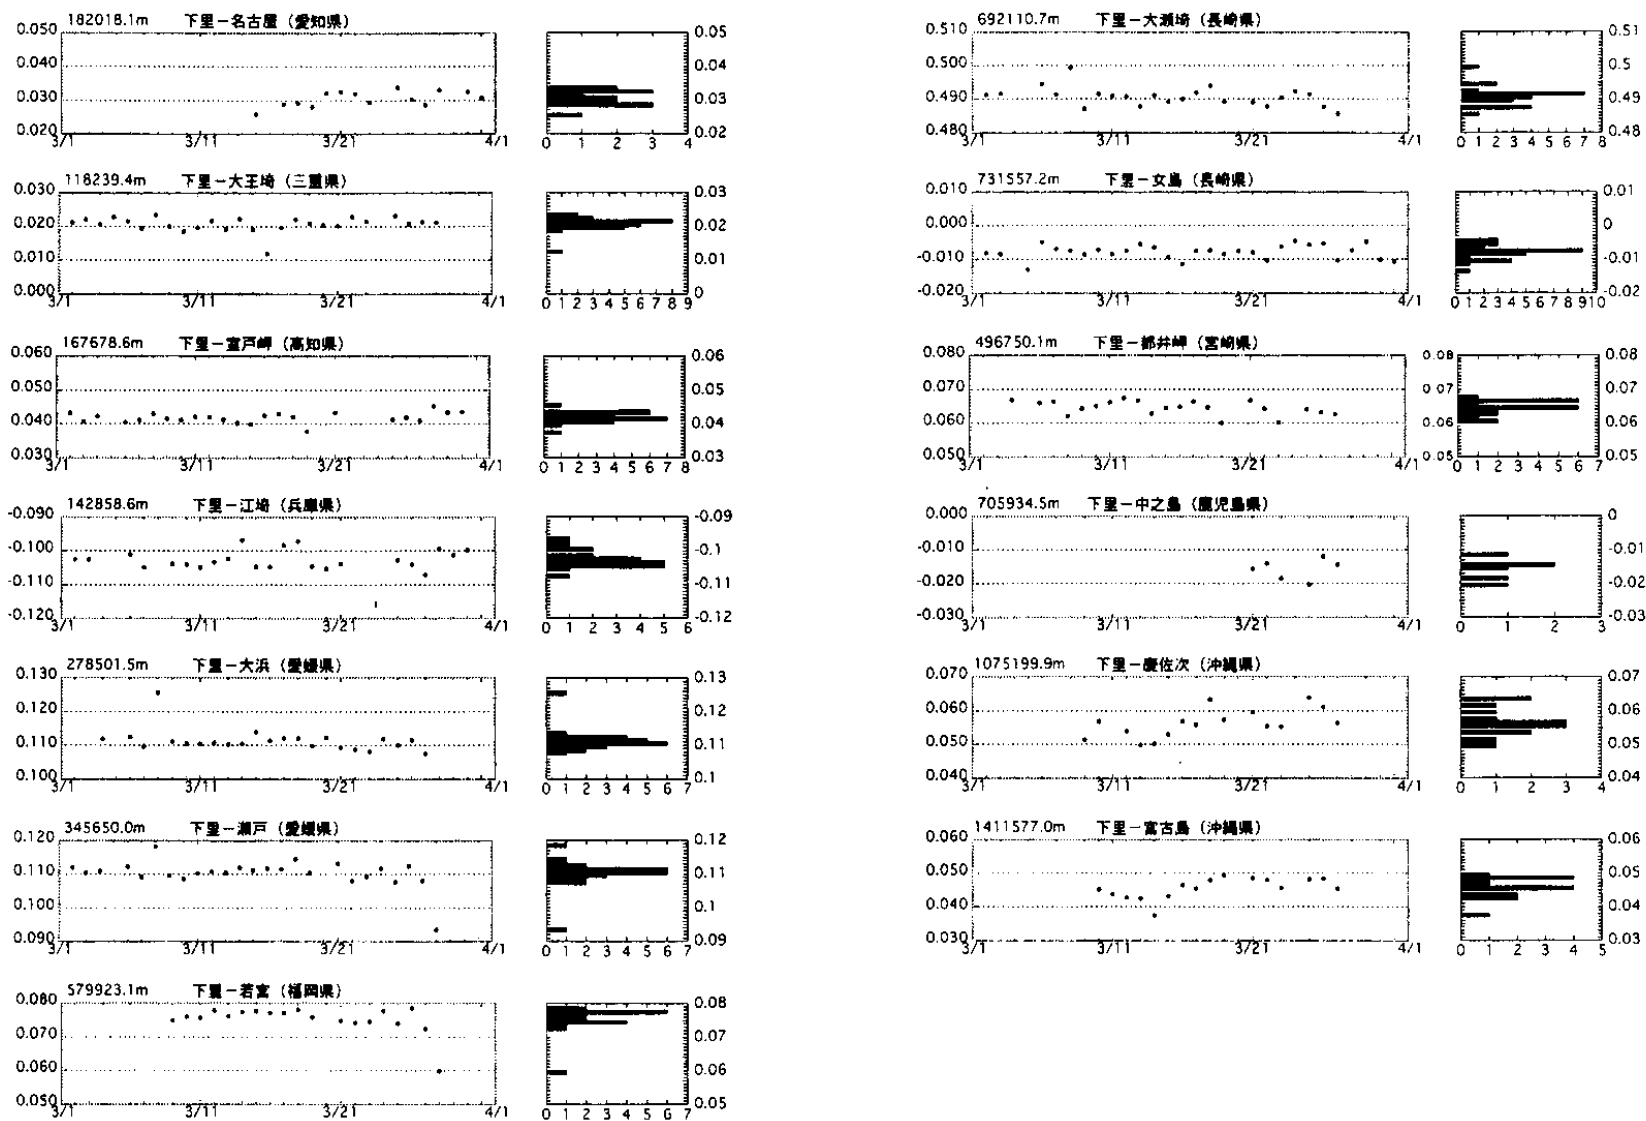 182018.1m 下里－名古屋（愛知県）
0.050
0.040
0.030
0.020
3/1 3/11 3/21 4/1
0.05
0.04
0.03
0.02
0 1 2 3 4
118239.4m 下里－大王埼（三重県）
0.030
0.020
0.010
0.000
3/1 3/11 3/21 4/1
0.03
0.02
0.01
0
0 1 2 3 4 5 6 7 8 9
167678.6m 下里－室戸岬（高知県）
0.060
0.050
0.040
0.030
3/1 3/11 3/21 4/1
0.06
0.05
0.04
0.03
0 1 2 3 4 5 6 7 8
142858.6m 下里－江埼（兵庫県）
-0.090
-0.100
-0.110
-0.120
3/1 3/11 3/21 4/1
-0.09
-0.1
-0.11
-0.12
0 1 2 3 4 5 6
278501.5m 下里－大浜（愛媛県）
0.130
0.120
0.110
0.100
3/1 3/11 3/21 4/1
0.13
0.12
0.11
0.1
0 1 2 3 4 5 6 7
345650.0m 下里－瀬戸（愛媛県）
0.120
0.110
0.100
0.090
3/1 3/11 3/21 4/1
0.12
0.11
0.1
0.09
0 1 2 3 4 5 6 7
579923.1m 下里－若宮（福岡県）
0.080
0.070
0.060
0.050
3/1 3/11 3/21 4/1
0.08
0.07
0.06
0.05
0 1 2 3 4 5 6 7
692110.7m 下里－大瀬埼（長崎県）
0.510
0.500
0.490
0.480
3/1 3/11 3/21 4/1
0.51
0.5
0.49
0.48
0 1 2 3 4 5 6 7 8
731557.2m 下里－女島（長崎県）
0.010
0.000
-0.010
-0.020
3/1 3/11 3/21 4/1
0.01
0
-0.01
-0.02
0 1 2 3 4 5 6 7 8 9 10
496750.1m 下里－都井岬（宮崎県）
0.080
0.070
0.060
0.050
3/1 3/11 3/21 4/1
0.08 0.08
0.07 0.07
0.06 0.06
0.05 0.05
0 1 2 3 4 5 6 7
705934.5m 下里－中之島（鹿児島県）
0.000
-0.010
-0.020
-0.030
3/1 3/11 3/21 4/1
0
-0.01
-0.02
-0.03
0 1 2 3
1075199.9m 下里－慶佐次（沖縄県）
0.070
0.060
0.050
0.040
3/1 3/11 3/21 4/1
0.07
0.06
0.05
0.04
0 1 2 3 4
1411577.0m 下里－宮古島（沖縄県）
0.060
0.050
0.040
0.030
3/1 3/11 3/21 4/1
0.06
0.05
0.04
0.03
0 1 2 3 4 5